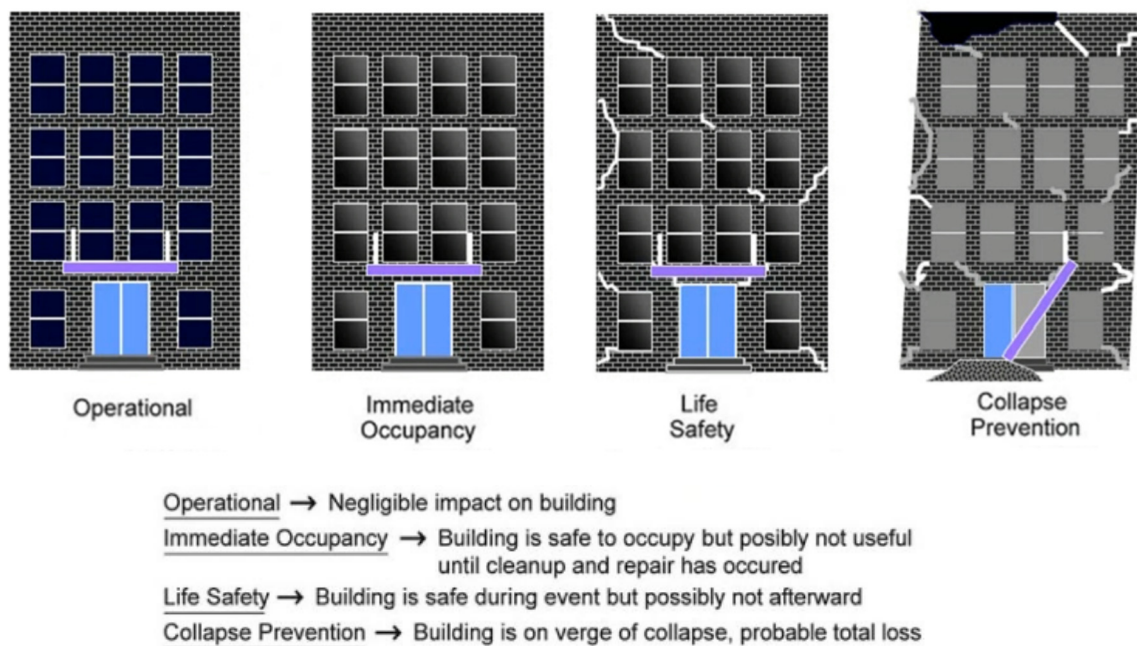 Operational
Immediate
Occupancy
Life
Safety
Collapse
Prevention
Operational → Negligible impact on building
Immediate Occupancy → Building is safe to occupy but posibly not useful
until cleanup and repair has occured
Life Safety → Building is safe during event but possibly not afterward
Collapse Prevention → Building is on verge of collapse, probable total loss